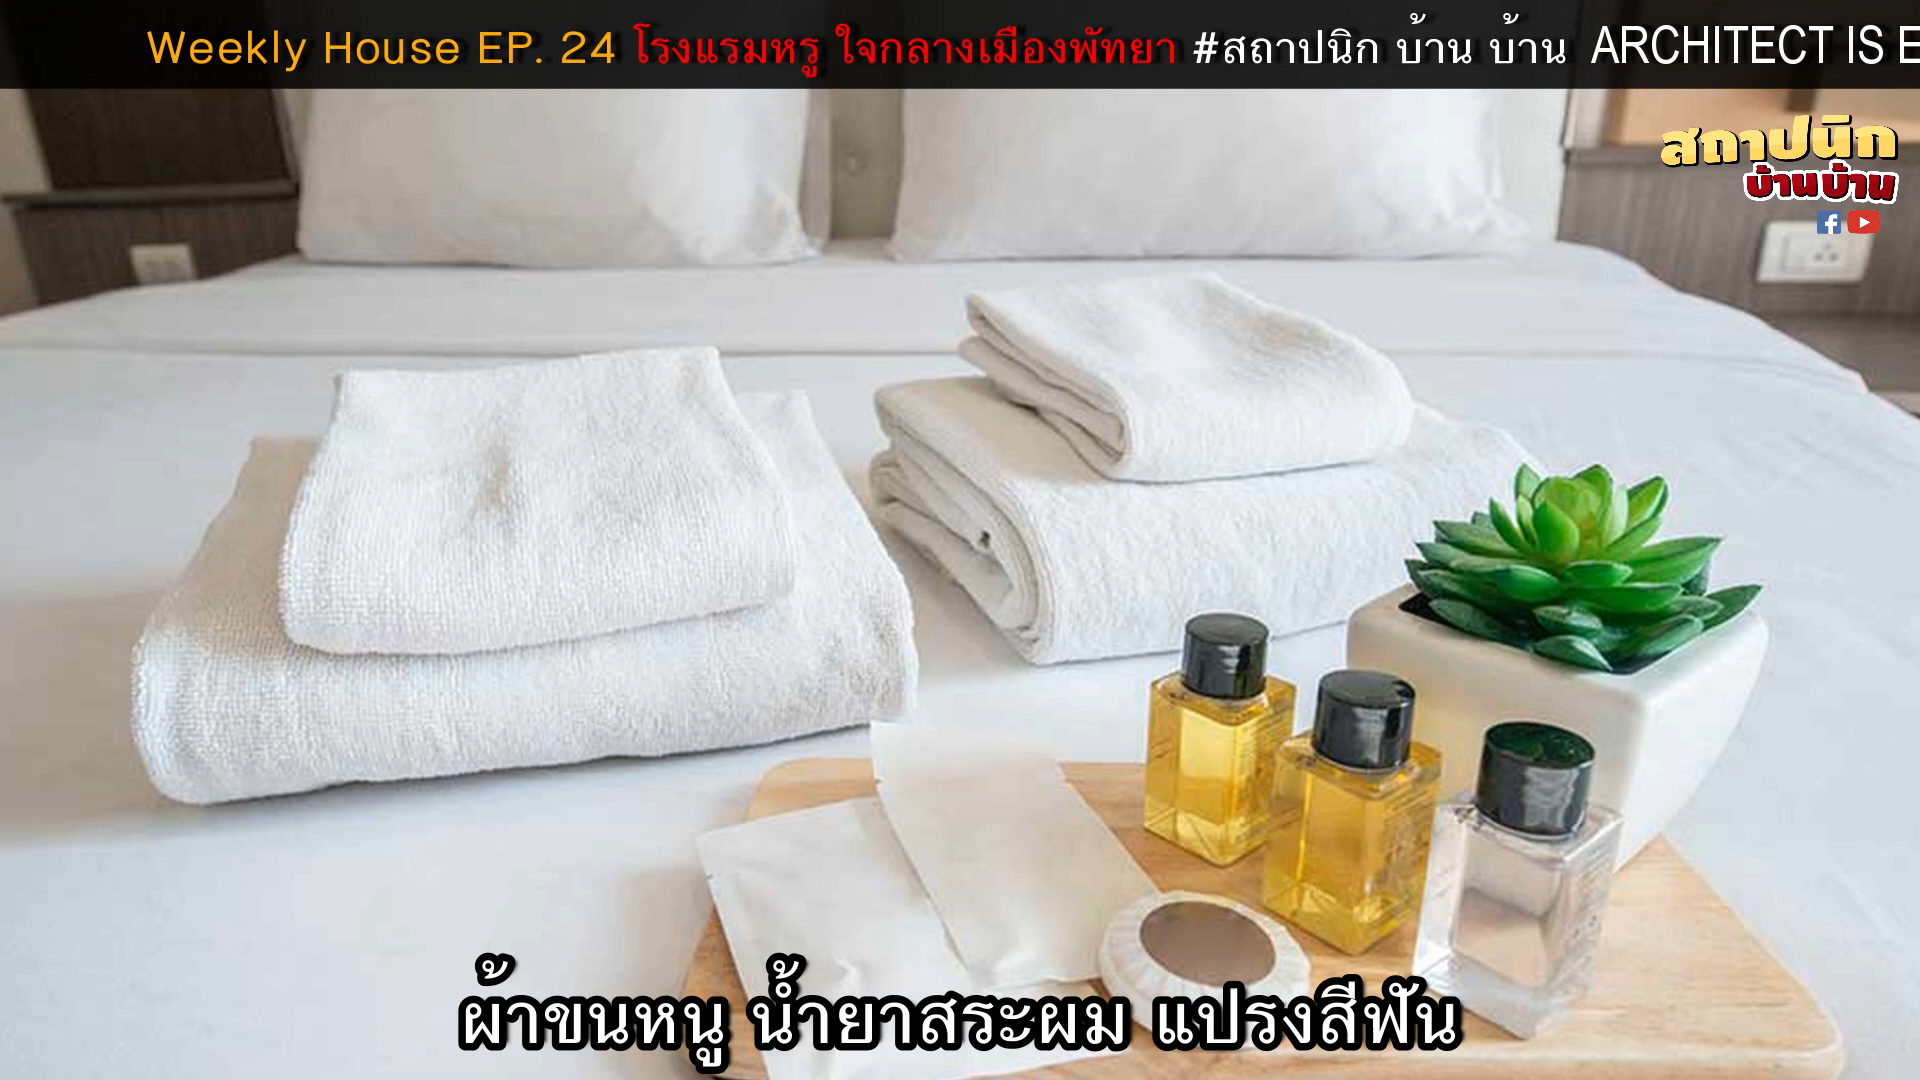 Weekly House EP. 24 โรงแรมหรู ใจกลางเมืองพัทยา #สถาปนิก บ้าน บ้าน ARCHITECT IS E
สถาปนิก
บ้านบ้าน
ผ้าขนหนู น้ำยาสระผม แปรงสีฟัน